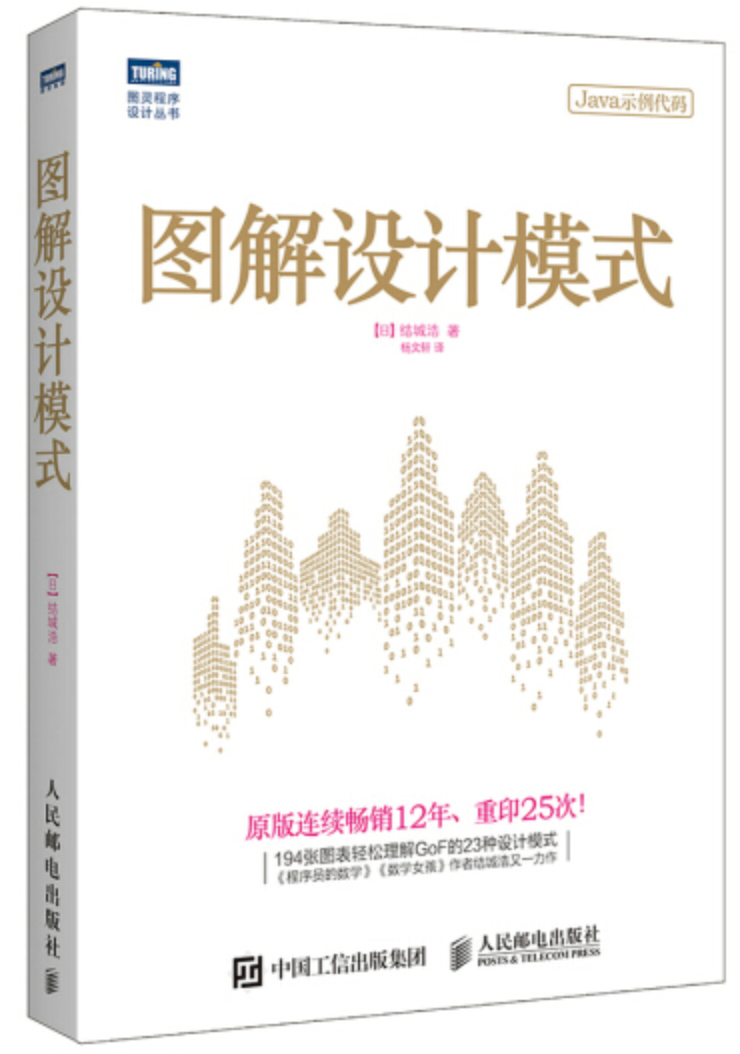 TURING
图灵程序
设计丛书
Java示例代码
图解设计模式
【日】结城浩 著
杨文轩 译
原版连续畅销12年、重印25次！
194张图表轻松理解GoF的23种设计模式
《程序员的数学》《数学女孩》作者结城浩又一力作
中国工信出版集团
人民邮电出版社
POSTS & TELECOM PRESS
TURING
图解设计模式
【日】结城浩 著
人民邮电出版社